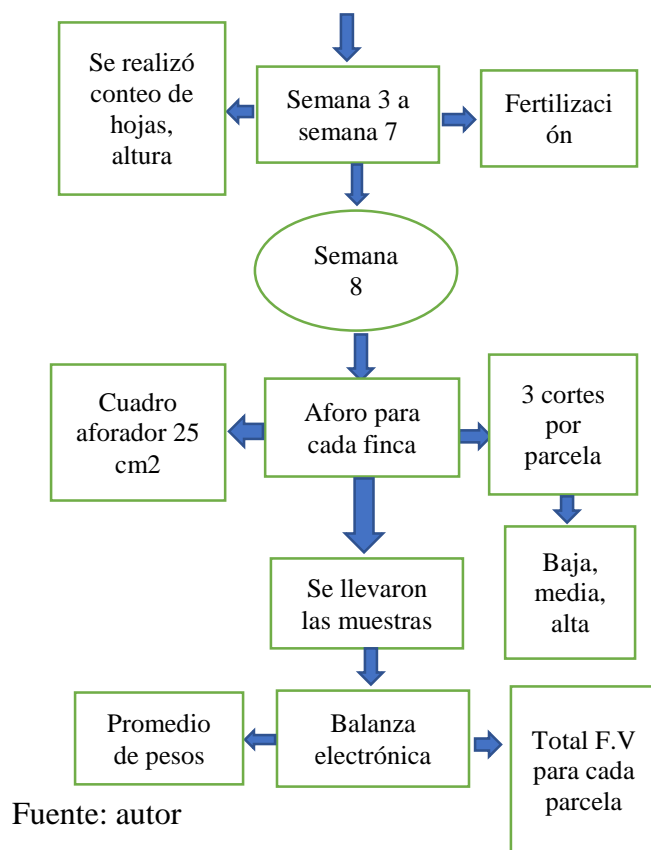 Se realizó
conteo de
hojas,
altura
Semana 3 a
semana 7
Fertilizaci
ón
Semana
8
Cuadro
aforador 25
cm2
Aforo para
cada finca
3 cortes
por
parcela
Se llevaron
las muestras
Baja,
media,
alta
Promedio
de pesos
Balanza
electrónica
Total F.V
para cada
parcela
Fuente: autor